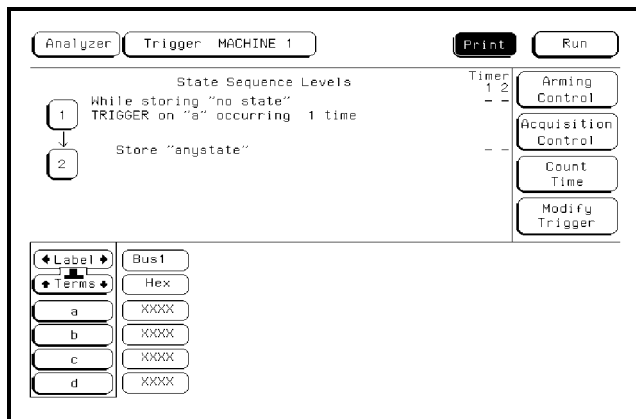 Analyzer Trigger MACHINE 1 Print Run
State Sequence Levels
Timer
1 2
1
While storing "no state"
TRIGGER on "a" occurring 1 time
- -
2
Store "anystate"
- -
Arming
Control
Acquisition
Control
Count
Time
Modify
Trigger
Label Bus1
Terms Hex
a XXXX
b XXXX
c XXXX
d XXXX